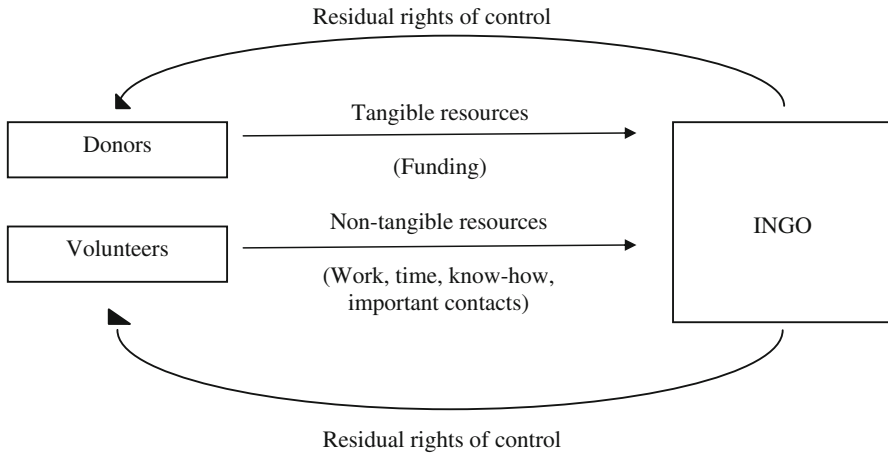 Residual rights of control
Tangible resources
Donors
(Funding)
Non-tangible resources
INGO
Volunteers
(Work, time, know-how,
important contacts)
Residual rights of control